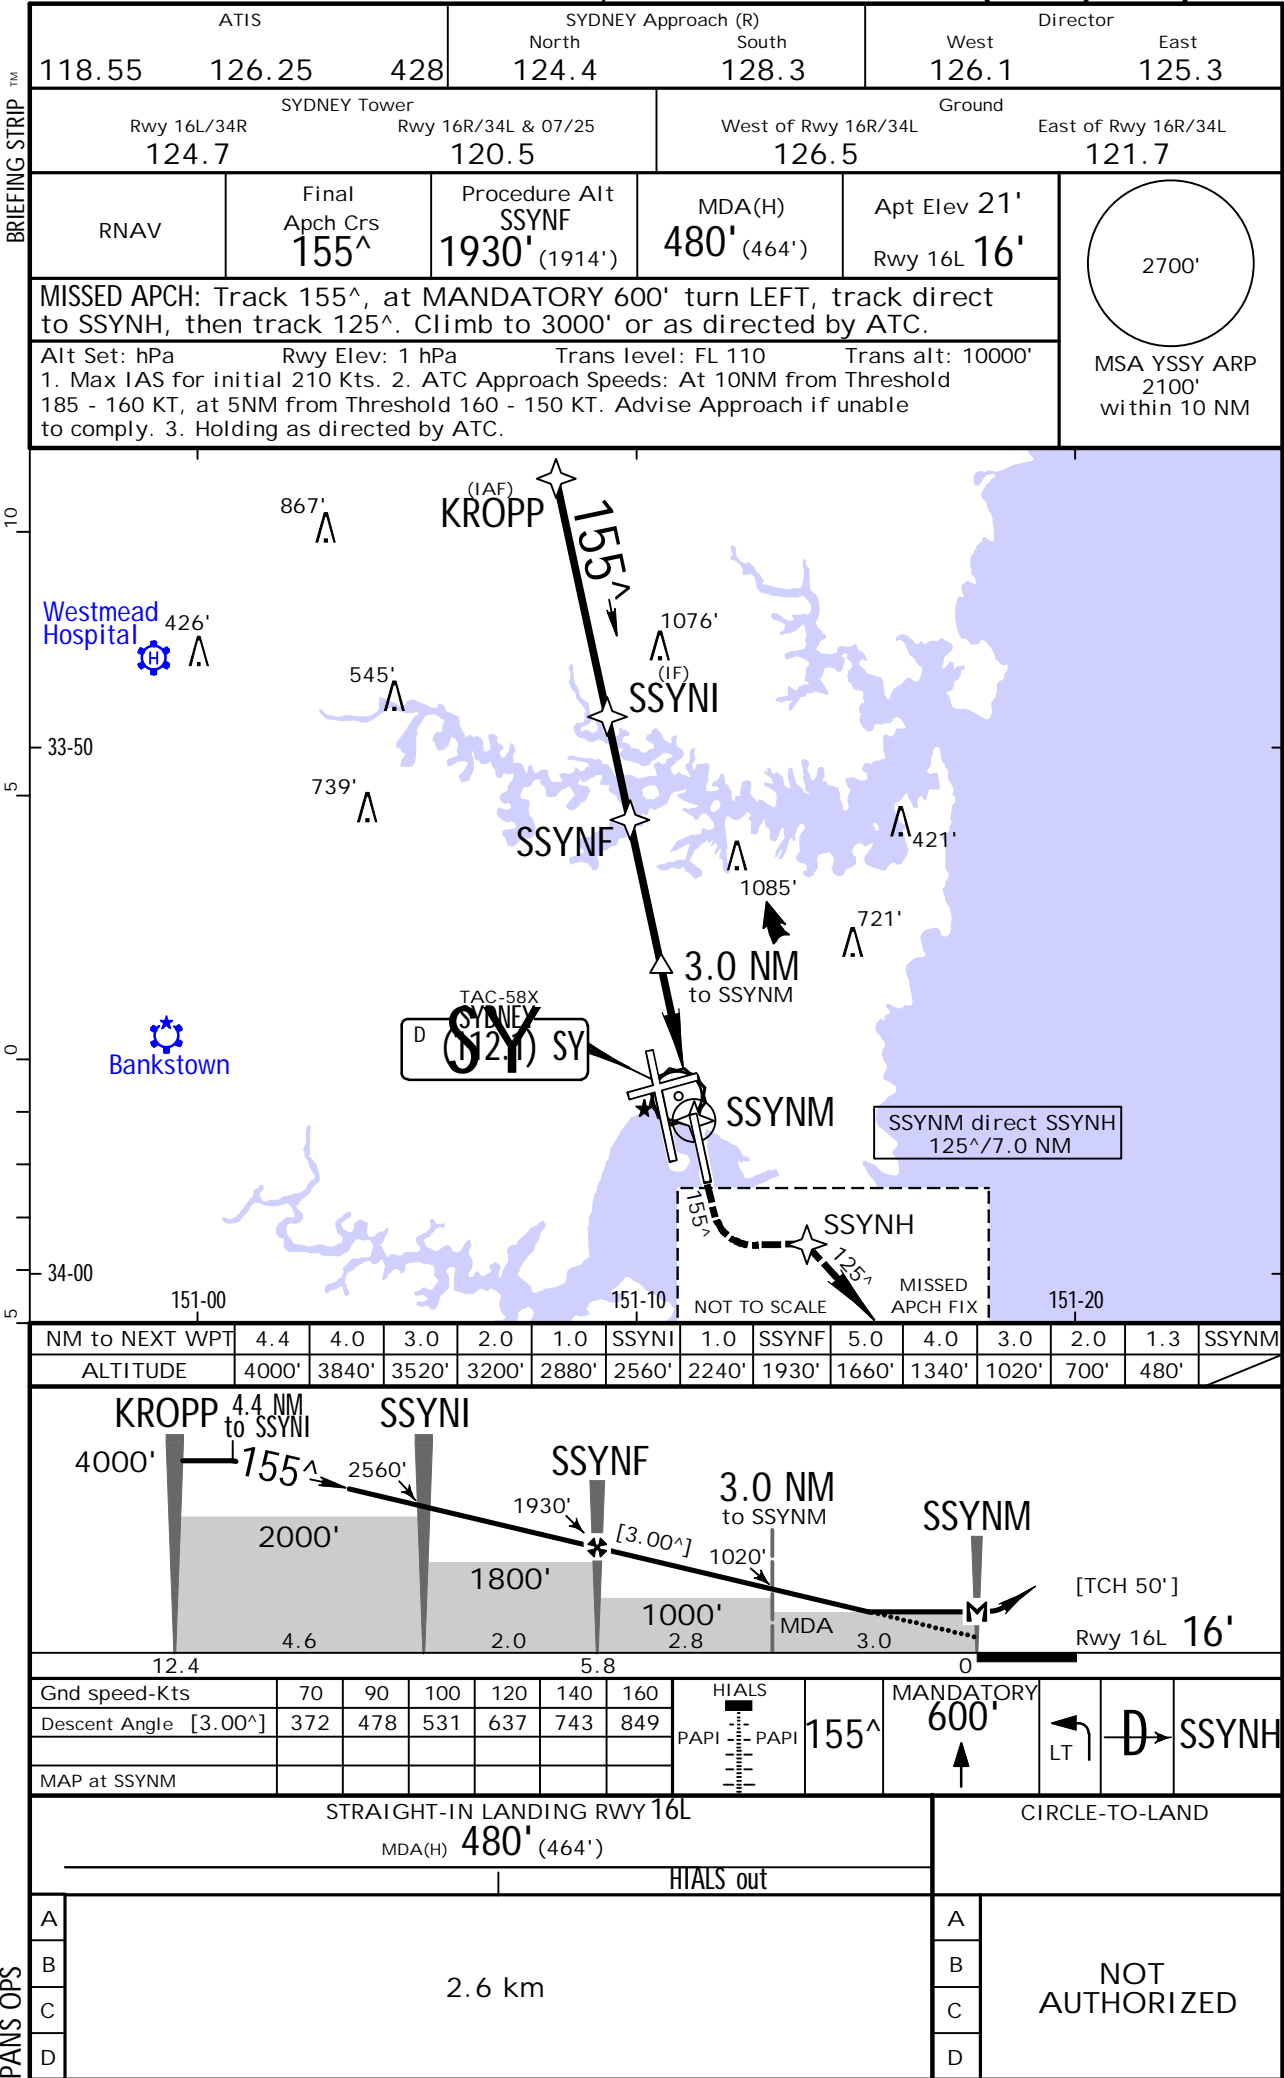 BRIEFING STRIP ™
ATIS
118.55 126.25 428
SYDNEY Approach (R)
North South
124.4 128.3
Director
West East
126.1 125.3
SYDNEY Tower
Rwy 16L/34R Rwy 16R/34L & 07/25
124.7 120.5
Ground
West of Rwy 16R/34L East of Rwy 16R/34L
126.5 121.7
RNAV
Final
Apch Crs
155^
Procedure Alt
SSYNF
1930' (1914')
MDA(H)
480' (464')
Apt Elev 21'
Rwy 16L 16'
2700'
MSA YSSY ARP
2100'
within 10 NM
MISSED APCH: Track 155^, at MANDATORY 600' turn LEFT, track direct
to SSYNH, then track 125^. Climb to 3000' or as directed by ATC.
Alt Set: hPa Rwy Elev: 1 hPa Trans level: FL 110 Trans alt: 10000'
1. Max IAS for initial 210 Kts. 2. ATC Approach Speeds: At 10NM from Threshold
185 - 160 KT, at 5NM from Threshold 160 - 150 KT. Advise Approach if unable
to comply. 3. Holding as directed by ATC.
(IAF)
KROPP
155^
867'
10
Westmead
Hospital
H
426'
1076'
545'
(IF)
SSYNI
33-50
5
739'
SSYNF
421'
1085'
721'
3.0 NM
to SSYNM
TAC-58X
SYDNEY
D (112.1) SY
SY
0
Bankstown
SSYNM
SSYNM direct SSYNH
125^/7.0 NM
155^
SSYNH
125^
34-00
MISSED
APCH FIX
NOT TO SCALE
5
151-00 151-10 151-20
NM to NEXT WPT 4.4 4.0 3.0 2.0 1.0 SSYNI 1.0 SSYNF 5.0 4.0 3.0 2.0 1.3 SSYNM
ALTITUDE 4000' 3840' 3520' 3200' 2880' 2560' 2240' 1930' 1660' 1340' 1020' 700' 480'
KROPP 4.4 NM
to SSYNI
SSYNI
4000'
155^
2560'
SSYNF
1930'
[3.00^]
3.0 NM
to SSYNM
1020'
SSYNM
2000'
1800'
1000'
MDA
M
[TCH 50']
Rwy 16L 16'
4.6 2.0 2.8 3.0
12.4 5.8 0
Gnd speed-Kts 70 90 100 120 140 160
Descent Angle [3.00^] 372 478 531 637 743 849
MAP at SSYNM
HIALS
PAPI PAPI
155^
MANDATORY
600'
LT
D
SSYNH
STRAIGHT-IN LANDING RWY 16L
MDA(H) 480' (464')
HIALS out
CIRCLE-TO-LAND
PANS OPS
A
B
C
D
2.6 km
A
B
C
D
NOT
AUTHORIZED